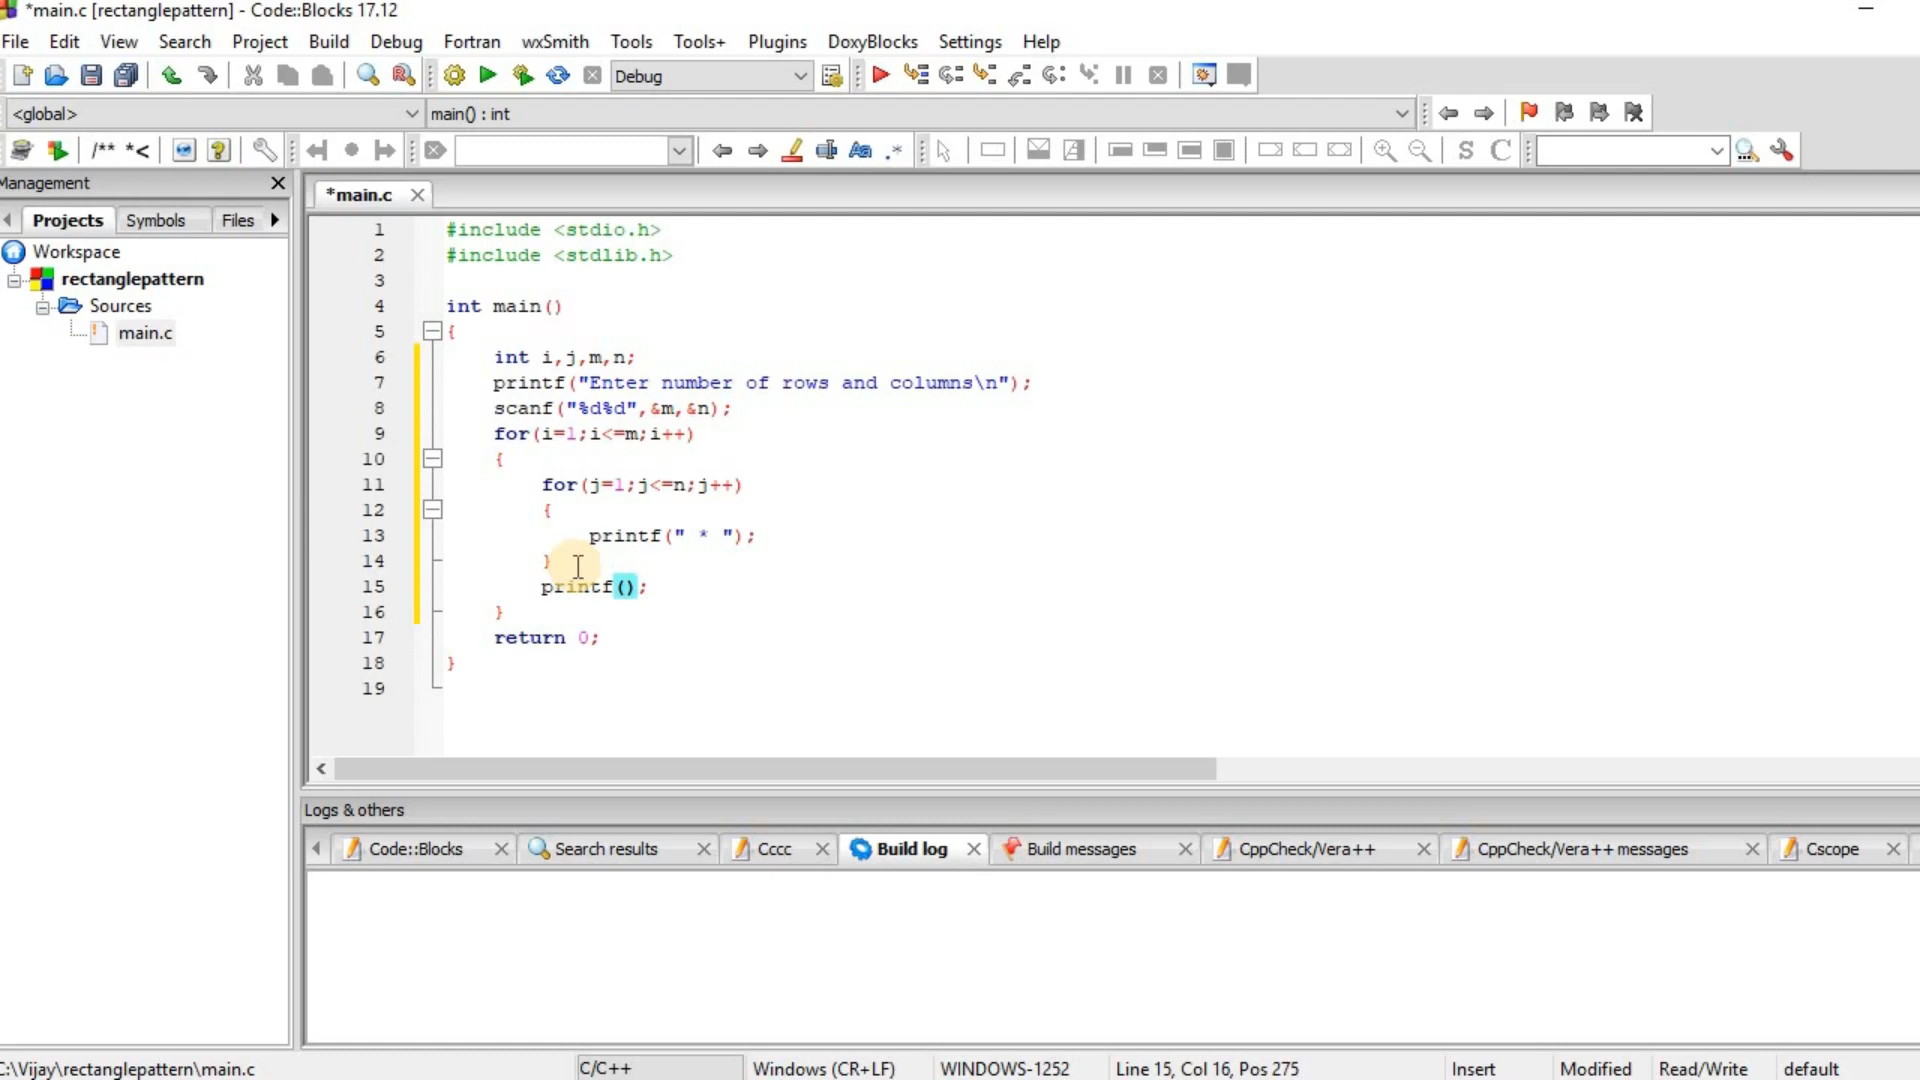 *main.c [rectanglepattern] - Code::Blocks 17.12
File Edit View Search Project Build Debug Fortran wxSmith Tools Tools+ Plugins DoxyBlocks Settings Help
Debug
<global> main() : int
/** *< Aa .* S C
Management
Projects Symbols Files
Workspace
rectanglepattern
Sources
main.c
*main.c
1 #include <stdio.h>
2 #include <stdlib.h>
3
4 int main()
5 {
6 int i,j,m,n;
7 printf("Enter number of rows and columns\n");
8 scanf("%d%d",&m,&n);
9 for(i=1;i<=m;i++)
10 {
11 for(j=1;j<=n;j++)
12 {
13 printf(" * ");
14 }
15 printf();
16 }
17 return 0;
18 }
19
Logs & others
Code::Blocks Search results Cccc Build log Build messages CppCheck/Vera++ CppCheck/Vera++ messages Cscope
C:\Vijay\rectanglepattern\main.c C/C++ Windows (CR+LF) WINDOWS-1252 Line 15, Col 16, Pos 275 Insert Modified Read/Write default